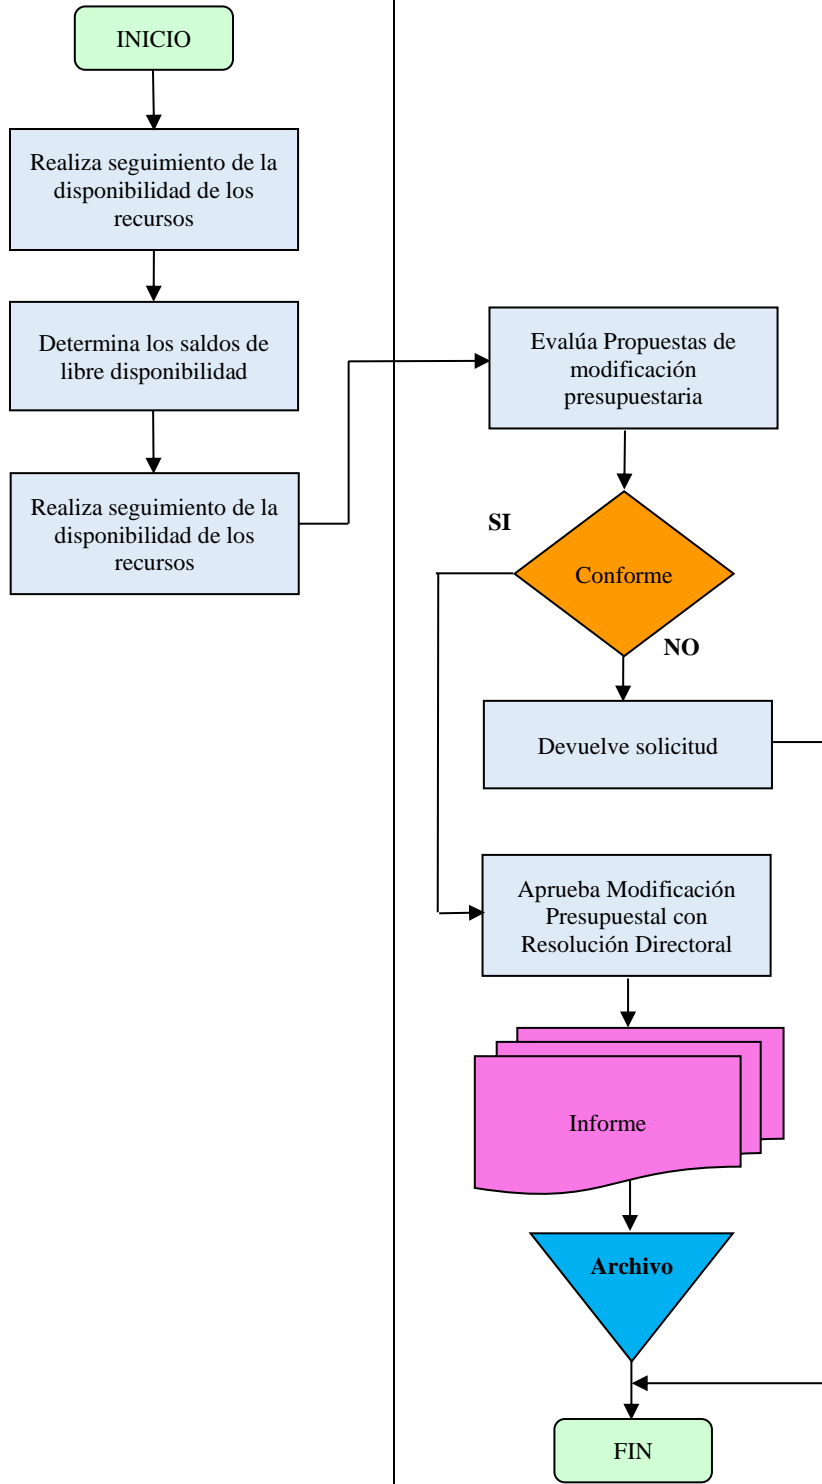 INICIO
Realiza seguimiento de la
disponibilidad de los
recursos
Determina los saldos de
libre disponibilidad
Realiza seguimiento de la
disponibilidad de los
recursos
Evalúa Propuestas de
modificación
presupuestaria
SI
Conforme
NO
Devuelve solicitud
Aprueba Modificación
Presupuestal con
Resolución Directoral
Informe
Archivo
FIN